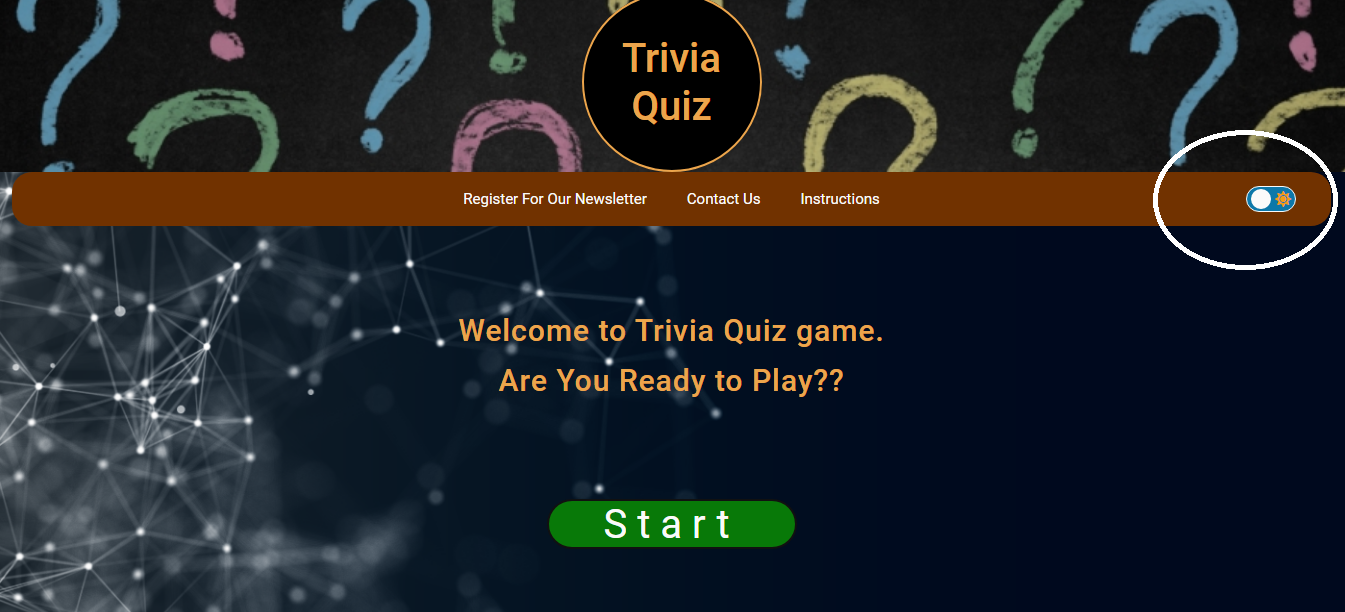 Trivia
Quiz
Register For Our Newsletter Contact Us Instructions
Welcome to Trivia Quiz game.
Are You Ready to Play??
Start